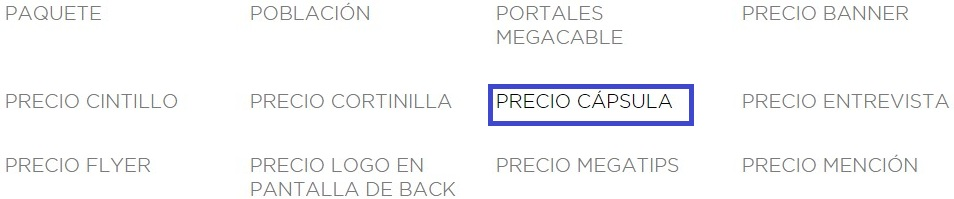 PAQUETE
POBLACIÓN
PORTALES
MEGACABLE
PRECIO BANNER
PRECIO CINTILLO
PRECIO CORTINILLA
PRECIO CÁPSULA
PRECIO ENTREVISTA
PRECIO FLYER
PRECIO LOGO EN
PANTALLA DE BACK
PRECIO MEGATIPS
PRECIO MENCIÓN